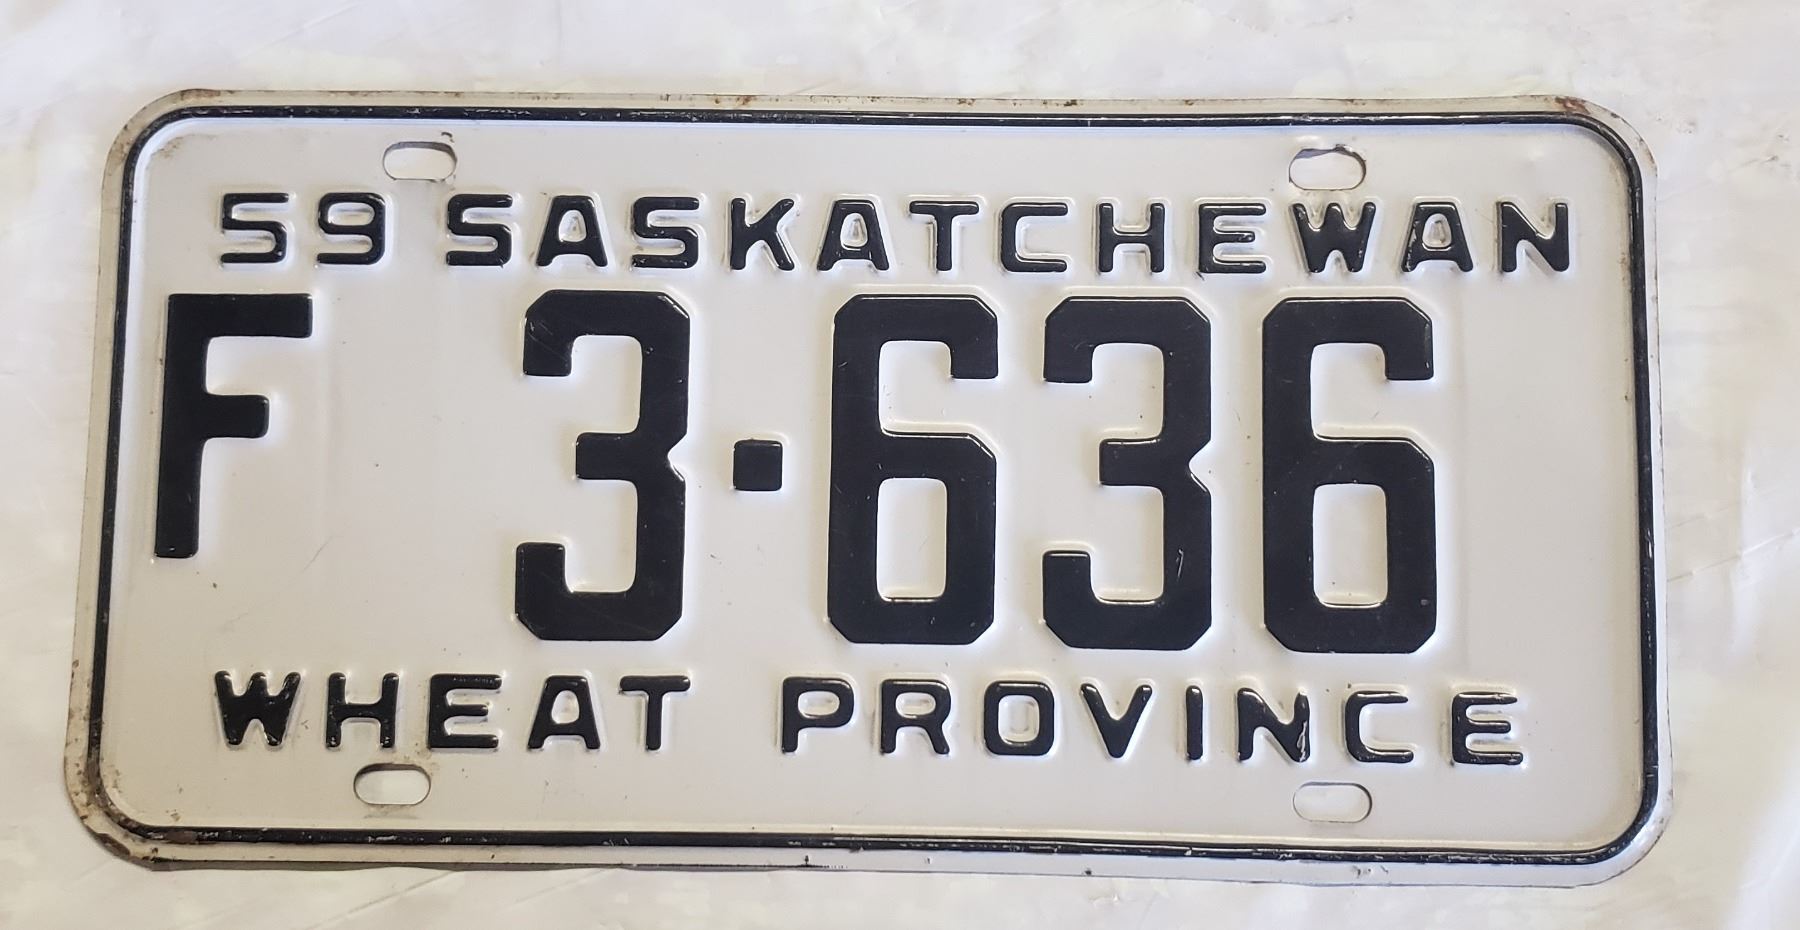 59 SASKATCHEWAN
F 3·636
WHEAT PROVINCE